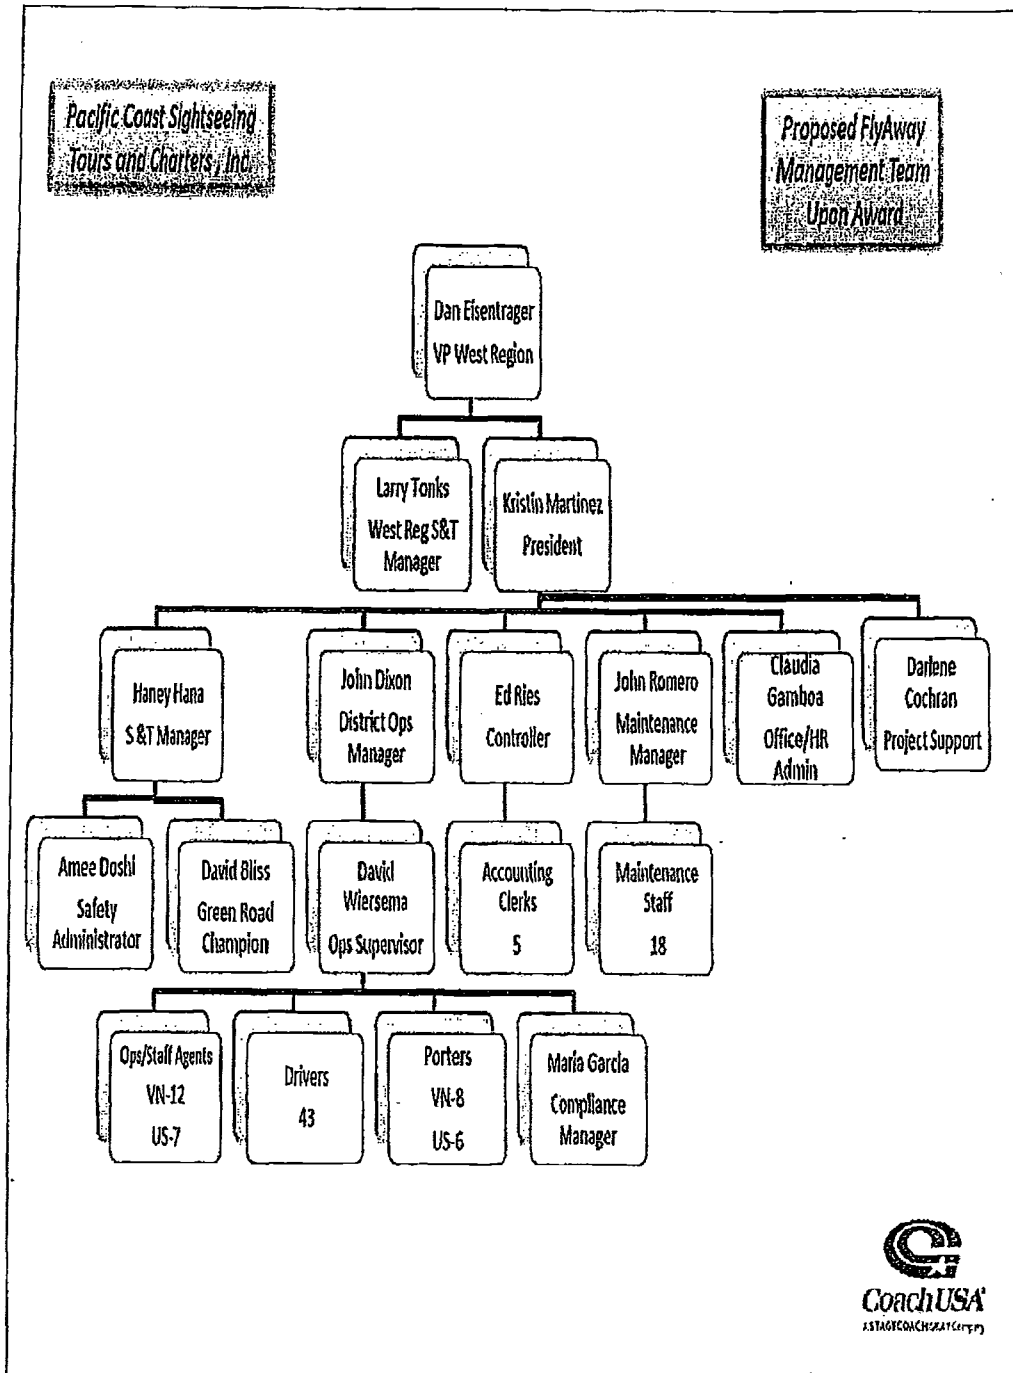 Pacific Coast Sightseeing
Tours and Charters, Inc.
Proposed FlyAway
Management Team
Upon Award
Dan Eisentrager
VP West Region
Larry Tonks
West Reg S&T
Manager
Kristin Martinez
President
Haney Hana
S &T Manager
John Dixon
District Ops
Manager
Ed Ries
Controller
John Romero
Maintenance
Manager
Claudia
Gamboa
Office/HR
Admin
Darlene
Cochran
Project Support
Amee Doshi
Safety
Administrator
David Bliss
Green Road
Champion
David
Wiersema
Ops Supervisor
Accounting
Clerks
5
Maintenance
Staff
18
Ops/Staff Agents
VN-12
US-7
Drivers
43
Porters
VN-8
US-6
Maria Garcia
Compliance
Manager
Coach USA